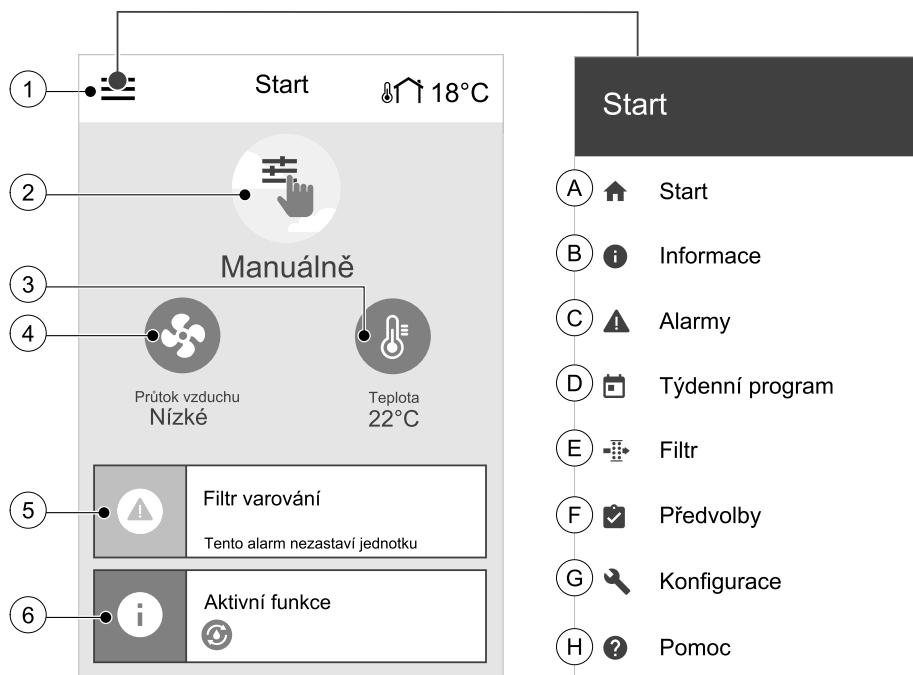 1
Start
18°C
2
Manuálně
3
4
Průtok vzduchu
Nízké
Teplota
22°C
5
Filtr varování
Tento alarm nezastaví jednotku
6
Aktivní funkce
Start
A Start
B Informace
C Alarmy
D Týdenní program
E Filtr
F Předvolby
G Konfigurace
H Pomoc